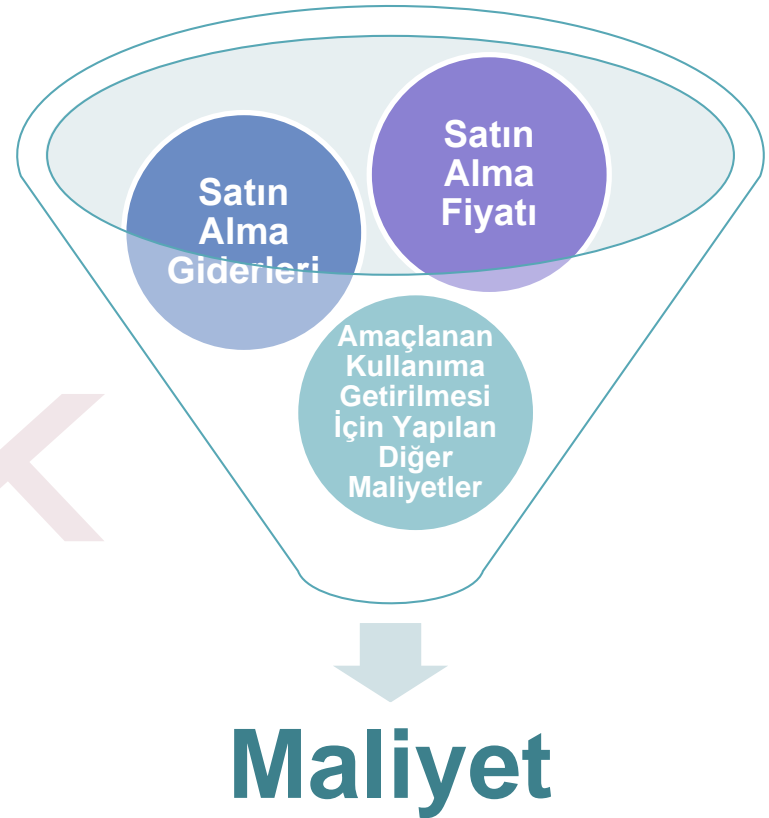 Satın
Alma
Fiyatı
Satın
Alma
Giderleri
Amaçlanan
Kullanıma
Getirilmesi
İçin Yapılan
Diğer
Maliyetler
Maliyet